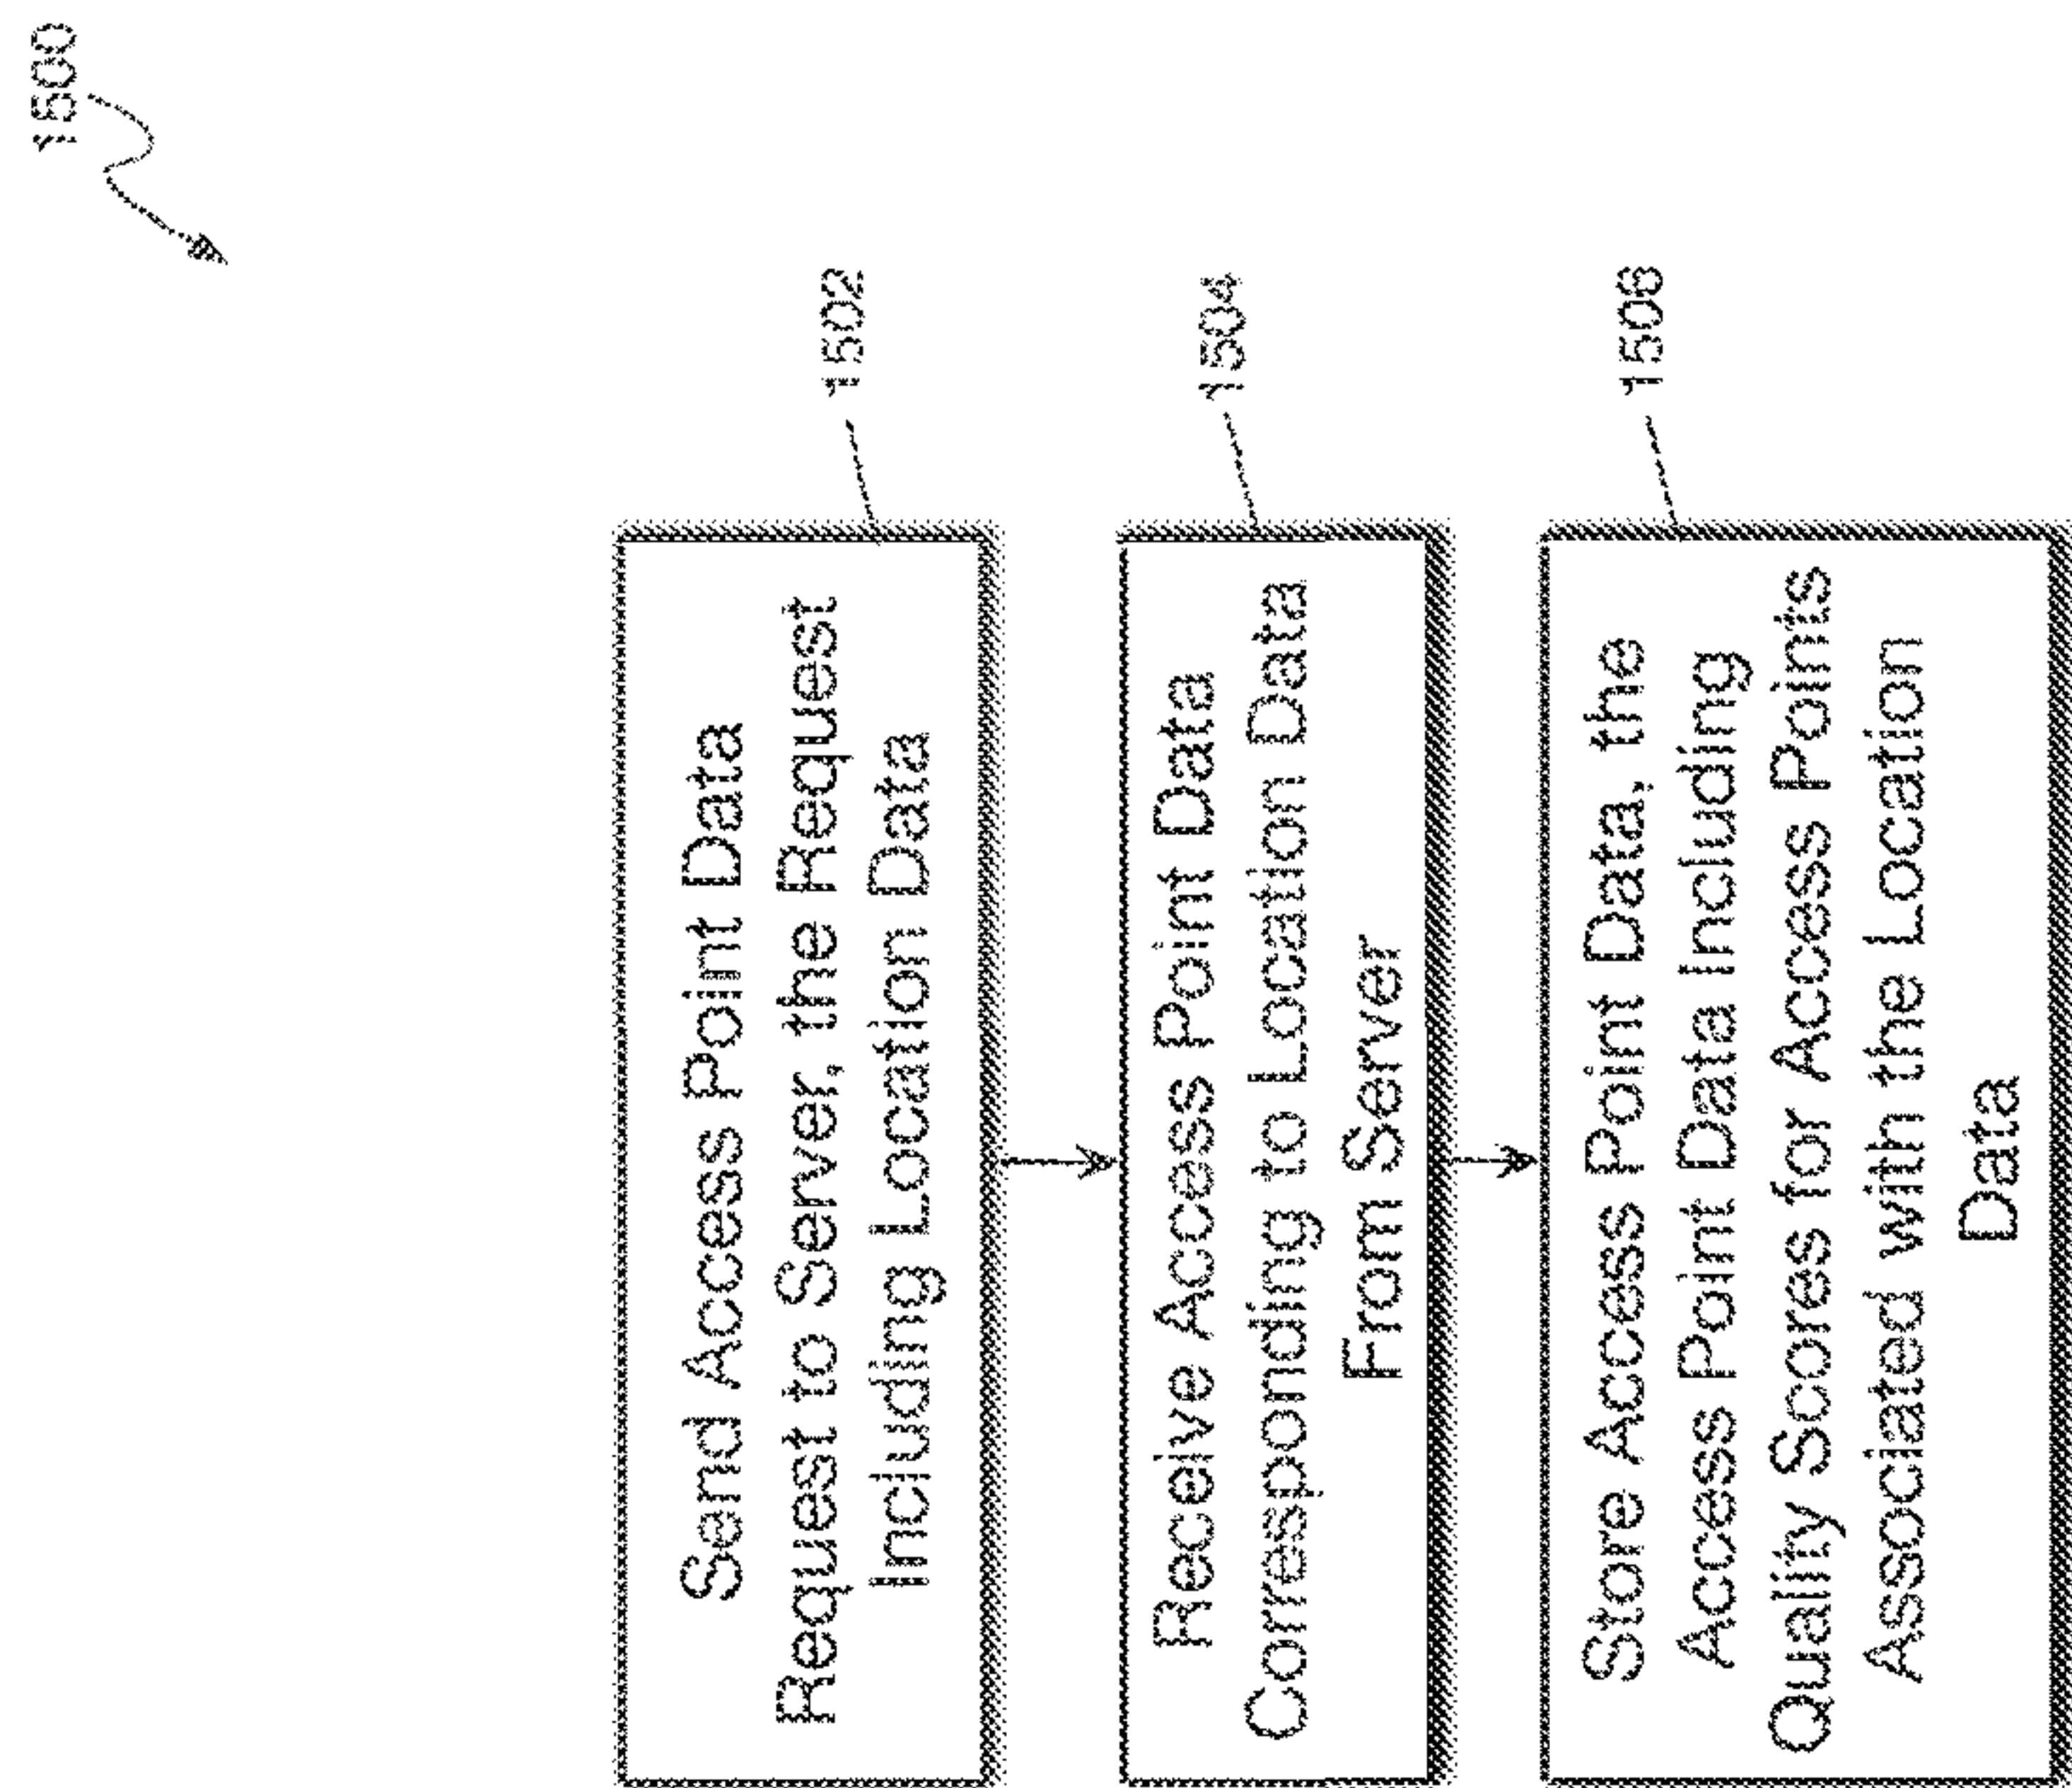 1500
1502
Send Access Point Data
Request to Server, the Request
Including Location Data
1504
Receive Access Point Data
Corresponding to Location Data
From Server
1506
Store Access Point Data, the
Access Point Data Including
Quality Scores for Access Points
Associated with the Location
Data